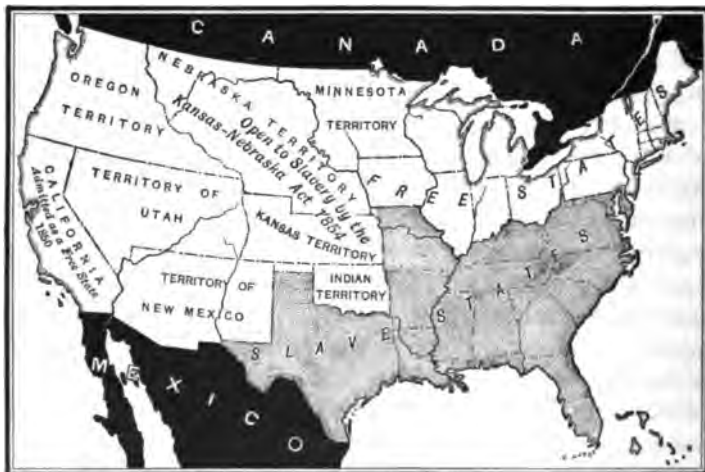 CANADA
OREGON
TERRITORY
NEBRASKA TERRITORY
Open to Slavery by the
Kansas-Nebraska Act 1854
MINNESOTA
TERRITORY
FREE STATES
CALIFORNIA
Admitted as a Free State
1850
TERRITORY OF
UTAH
KANSAS TERRITORY
TERRITORY OF
NEW MEXICO
INDIAN
TERRITORY
SLAVE STATES
MEXICO